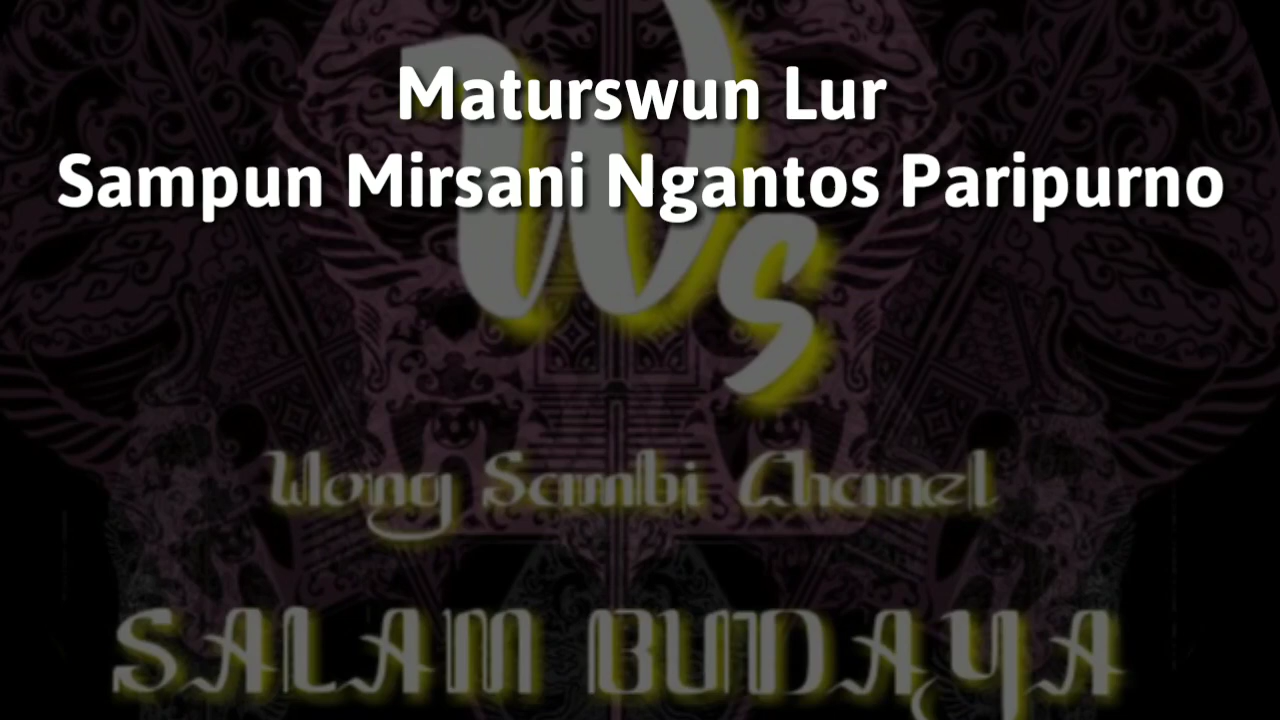 Maturswun Lur
Sampun Mirsani Ngantos Paripurno
Ws
Wong Sambi Chanel
SALAM BUDAYA